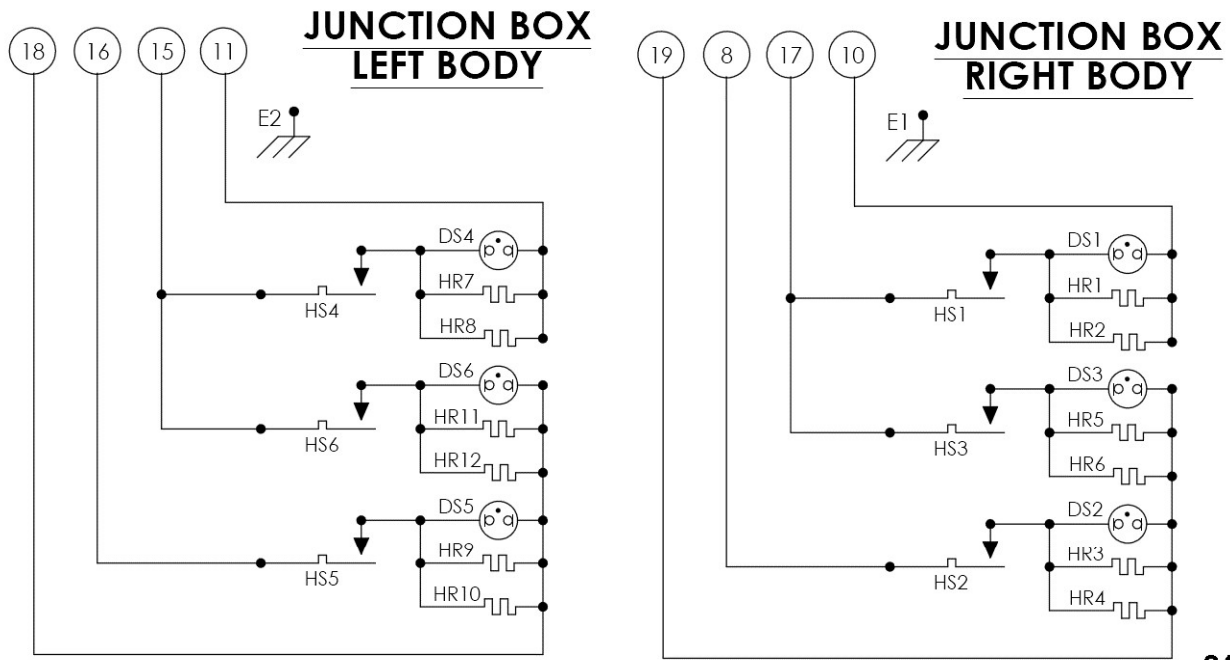 JUNCTION BOX
LEFT BODY
18
16
15
11
E2
DS4
HR7
HS4
HR8
DS6
HR11
HS6
HR12
DS5
HR9
HS5
HR10
JUNCTION BOX
RIGHT BODY
19
8
17
10
E1
DS1
HR1
HS1
HR2
DS3
HR5
HS3
HR6
DS2
HR3
HS2
HR4